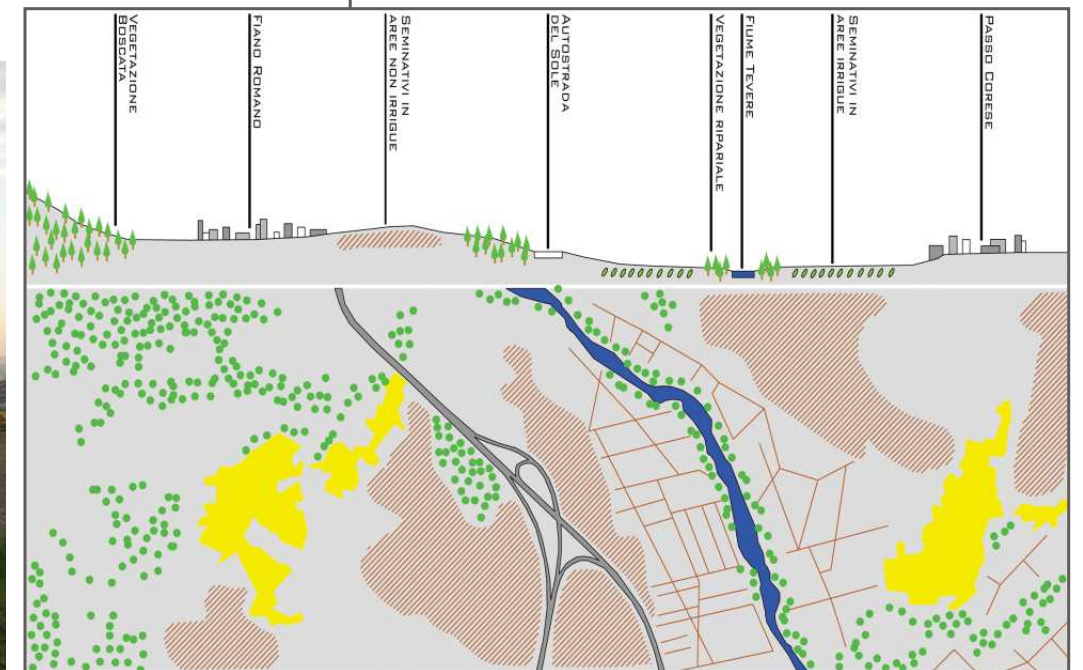 VEGETAZIONE
BOSCATA
FIANO ROMANO
SEMINATIVI IN
AREE NON IRRIGUE
AUTOSTRADA
DEL SOLE
VEGETAZIONE RIPARIALE
FIUME TEVERE
SEMINATIVI IN
AREE IRRIGUE
PASSO CORESE